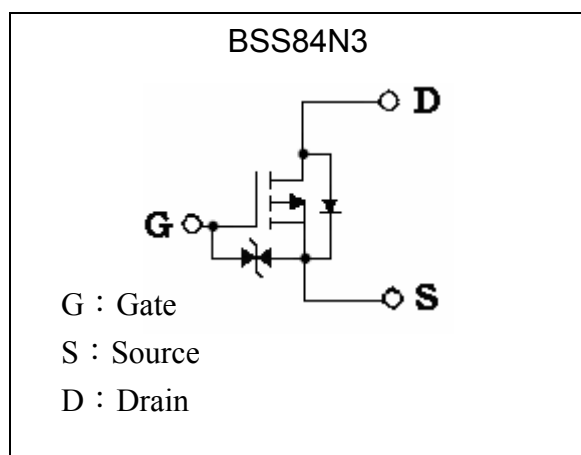 BSS84N3
D
G
S
G：Gate
S：Source
D：Drain